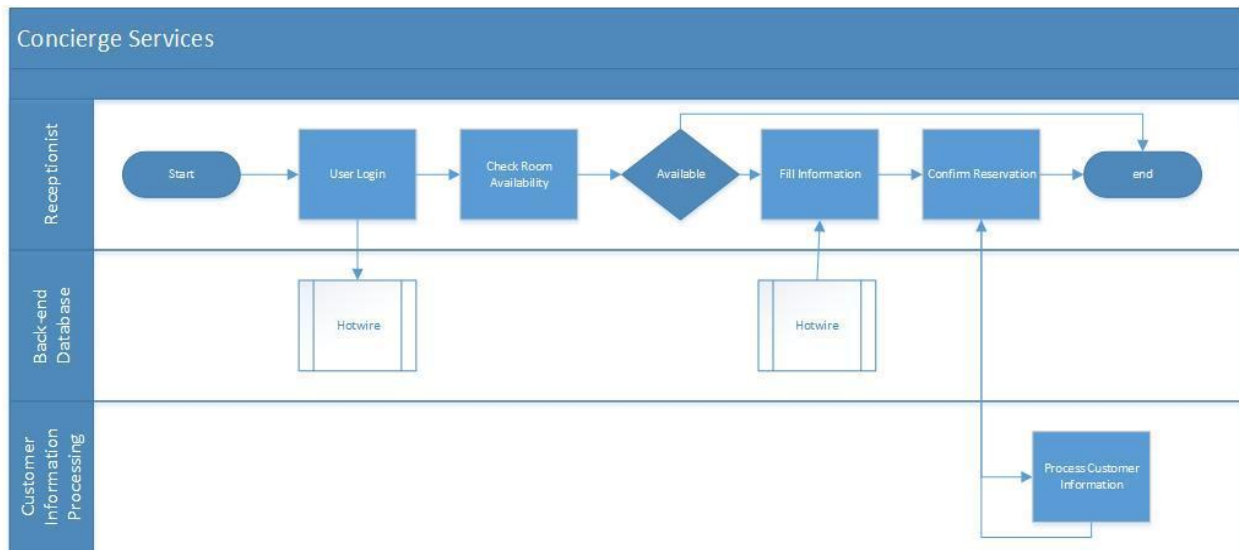 Concierge Services
Receptionist
Start
User Login
Check Room
Availability
Available
Fill Information
Confirm Reservation
end
Back-end
Database
Hotwire
Hotwire
Customer
Information
Processing
Process Customer
Information